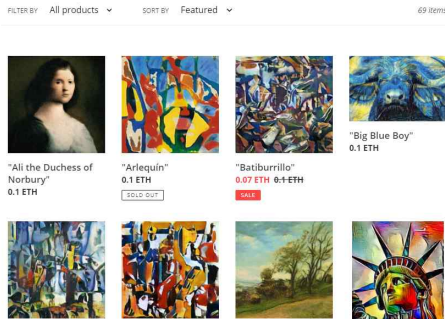 FILTER BY All products SORT BY Featured 69 items
"Ali the Duchess of
Norbury"
0.1 ETH
"Arlequín"
0.1 ETH
SOLD OUT
"Batiburrillo"
0.07 ETH 0.1 ETH
SALE
"Big Blue Boy"
0.1 ETH